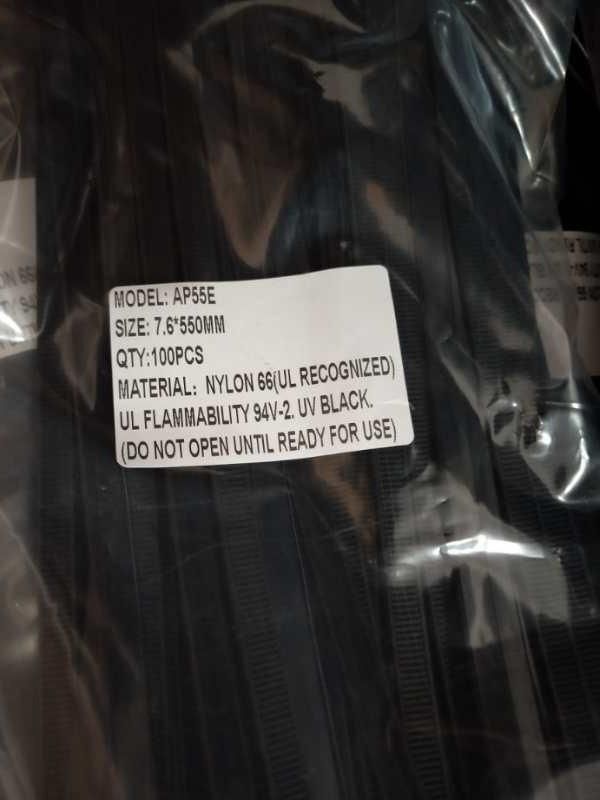 MODEL: AP55E
SIZE: 7.6*550MM
QTY:100PCS
MATERIAL: NYLON 66(UL RECOGNIZED)
UL FLAMMABILITY 94V-2. UV BLACK.
(DO NOT OPEN UNTIL READY FOR USE)